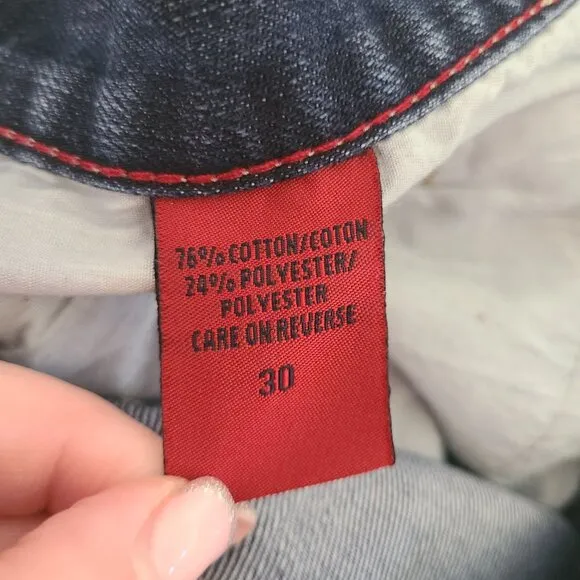 76% COTTON/COTON
24% POLYESTER/
POLYESTER
CARE ON REVERSE
30